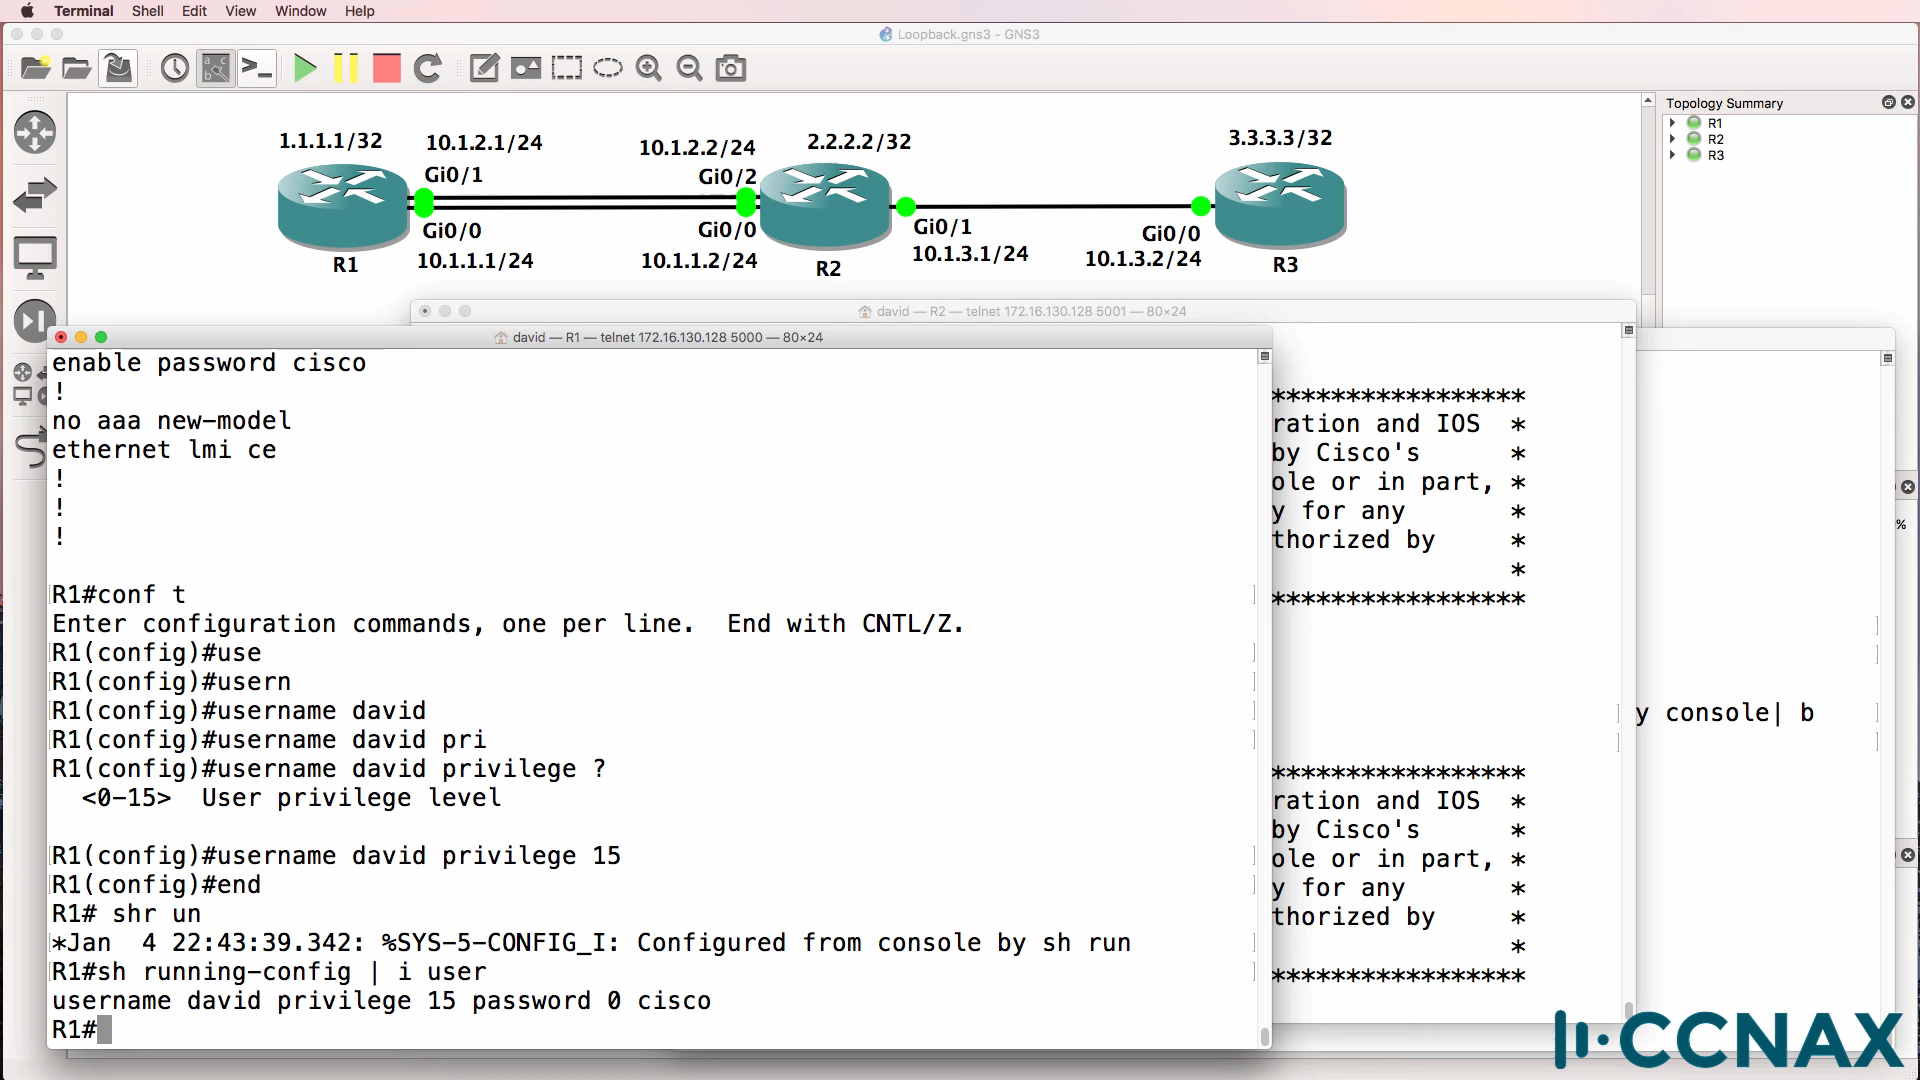 Terminal Shell Edit View Window Help
Loopback.gns3 - GNS3
Topology Summary
R1
R2
R3
1.1.1.1/32
10.1.2.1/24
Gi0/1
Gi0/0
10.1.1.1/24
R1
10.1.2.2/24
Gi0/2
Gi0/0
10.1.1.2/24
2.2.2.2/32
R2
Gi0/1
10.1.3.1/24
3.3.3.3/32
Gi0/0
10.1.3.2/24
R3
david — R2 — telnet 172.16.130.128 5001 — 80×24
david — R1 — telnet 172.16.130.128 5000 — 80×24
enable password cisco
!
no aaa new-model
ethernet lmi ce
!
!
!
R1#conf t
Enter configuration commands, one per line.  End with CNTL/Z.
R1(config)#use
R1(config)#usern
R1(config)#username david
R1(config)#username david pri
R1(config)#username david privilege ?
<0-15>  User privilege level
R1(config)#username david privilege 15
R1(config)#end
R1# shr un
*Jan  4 22:43:39.342: %SYS-5-CONFIG_I: Configured from console by sh run
R1#sh running-config | i user
username david privilege 15 password 0 cisco
R1#
*****************
ration and IOS  *
by Cisco's      *
ole or in part, *
y for any       *
thorized by     *
*
*****************
*****************
ration and IOS  *
by Cisco's      *
ole or in part, *
y for any       *
thorized by     *
*
*****************
y console| b
%
CCNAX